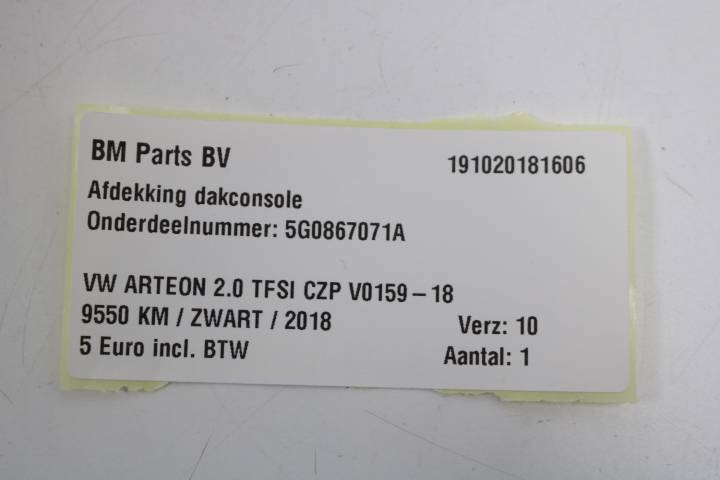 BM Parts BV 191020181606
Afdekking dakconsole
Onderdeelnummer: 5G0867071A
VW ARTEON 2.0 TFSI CZP V0159-18
9550 KM / ZWART / 2018 Verz: 10
5 Euro incl. BTW Aantal: 1